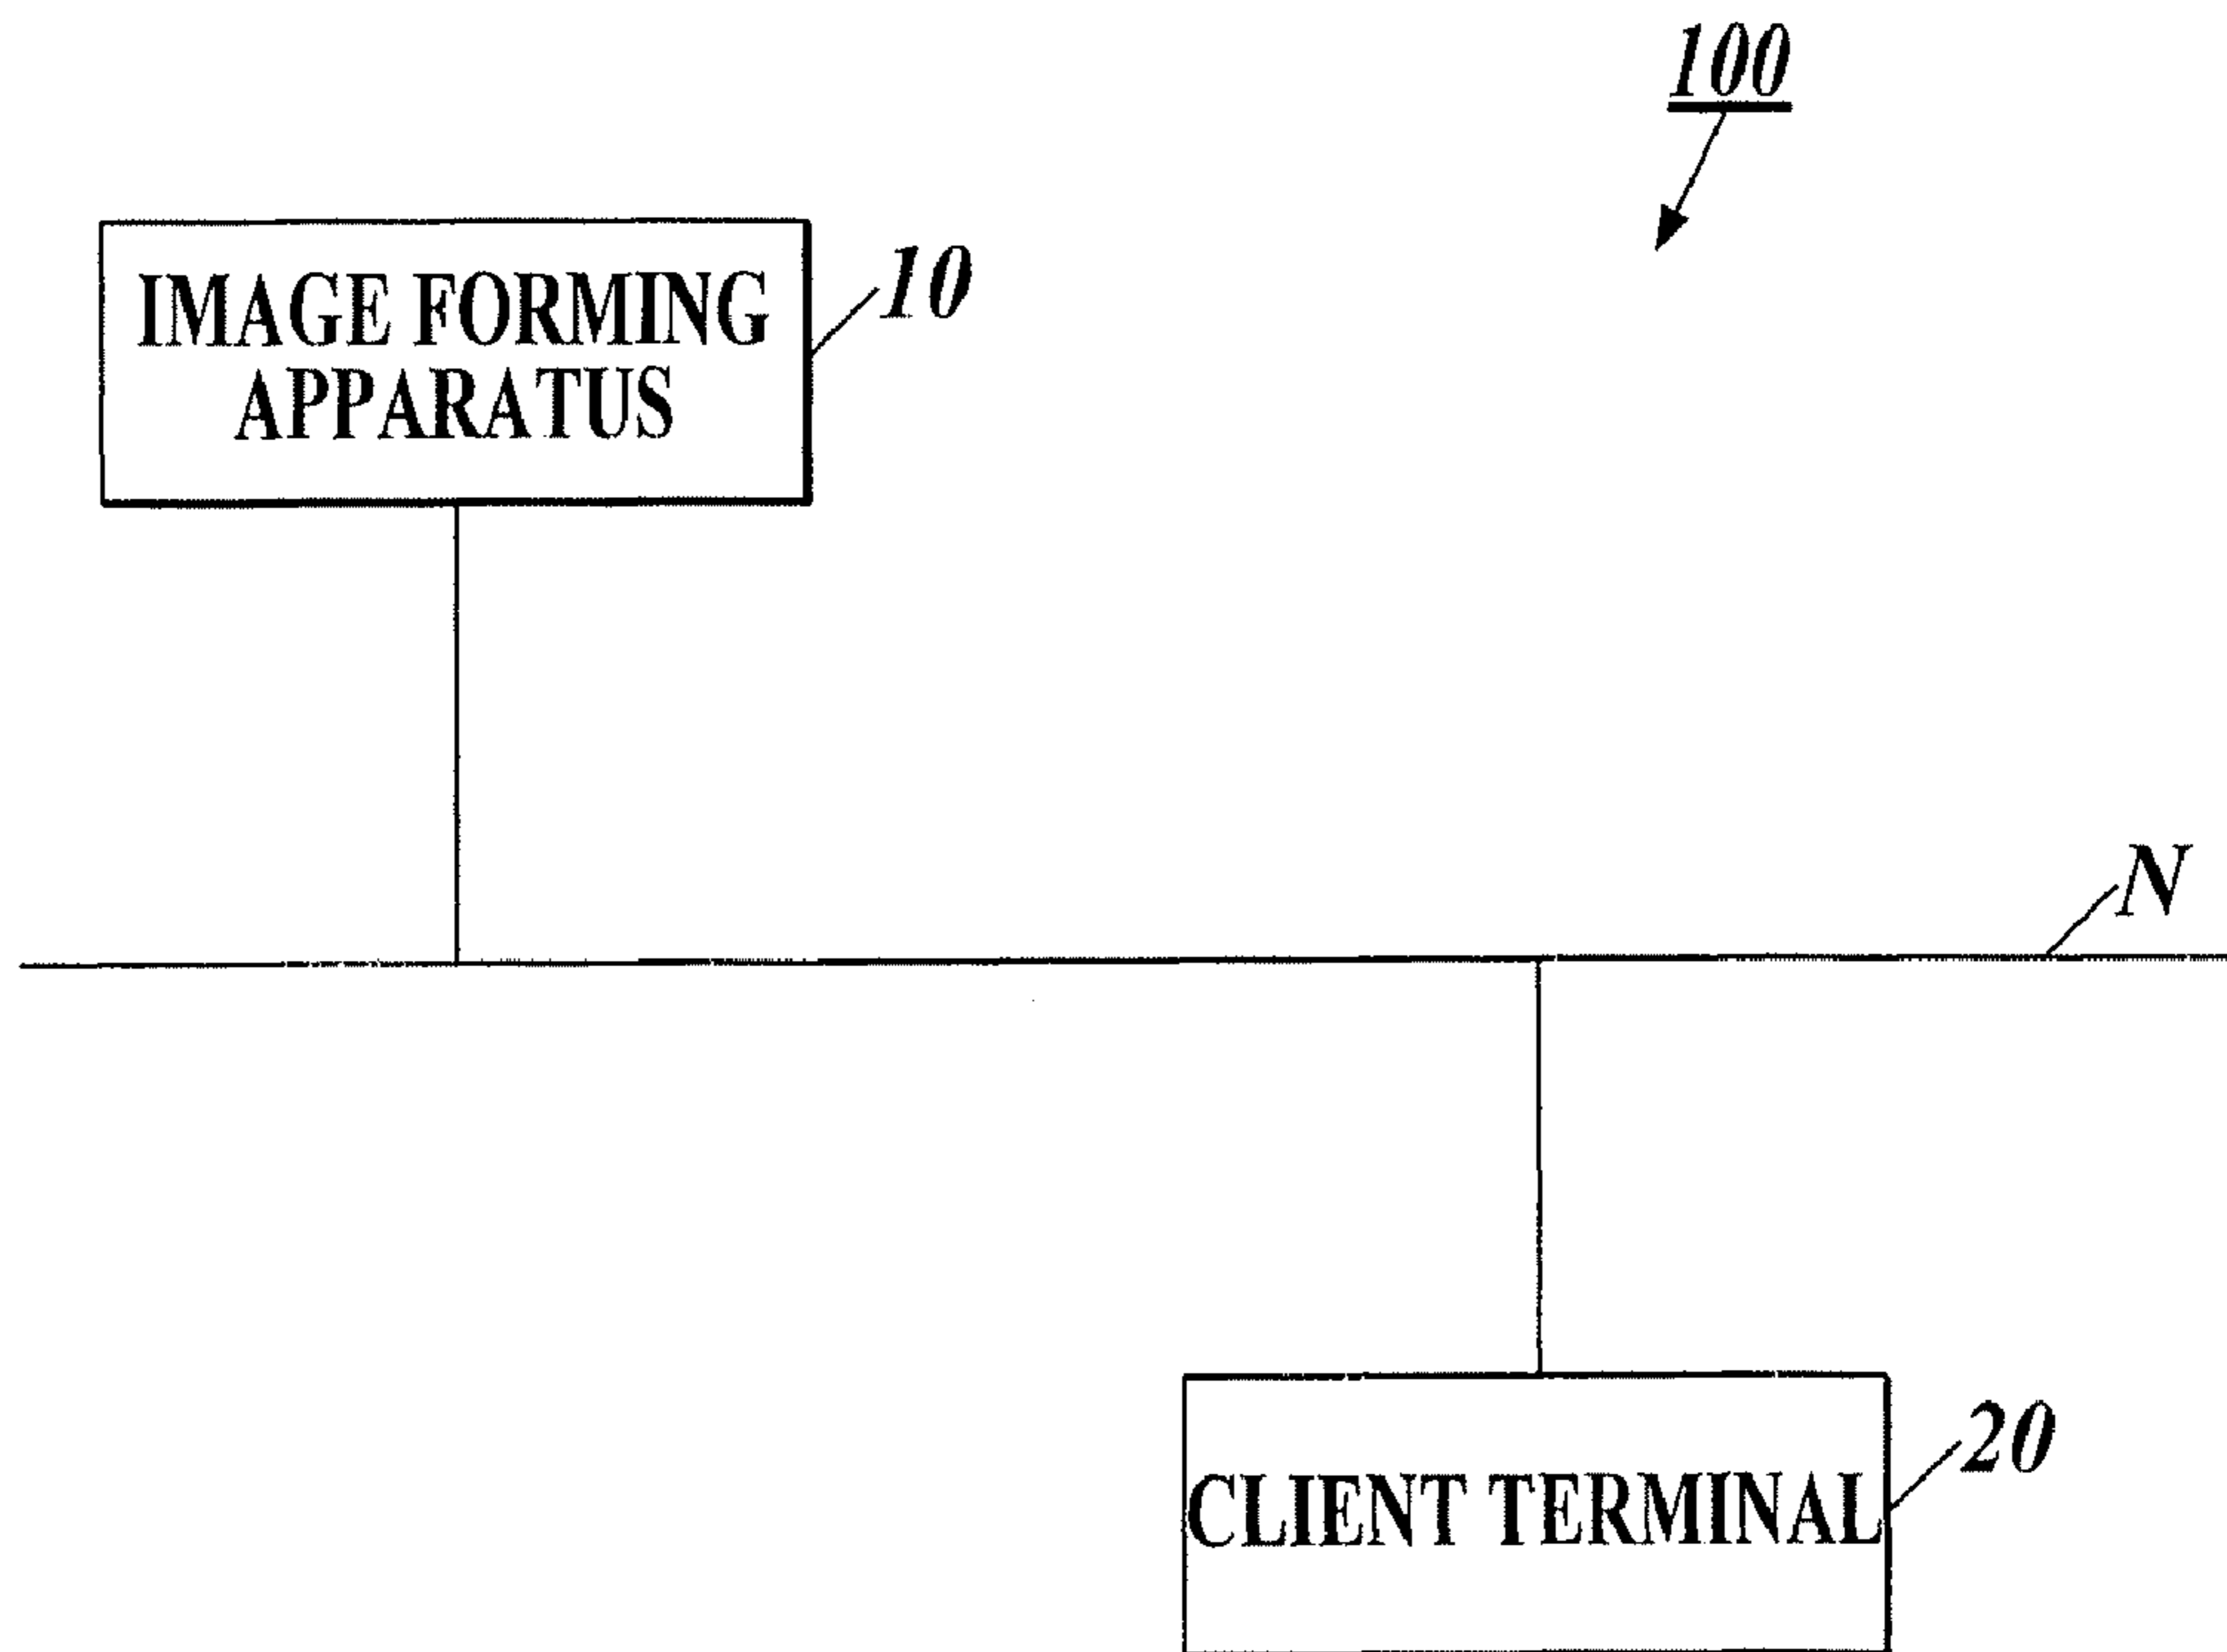 100
IMAGE FORMING
APPARATUS
10
N
CLIENT TERMINAL
20